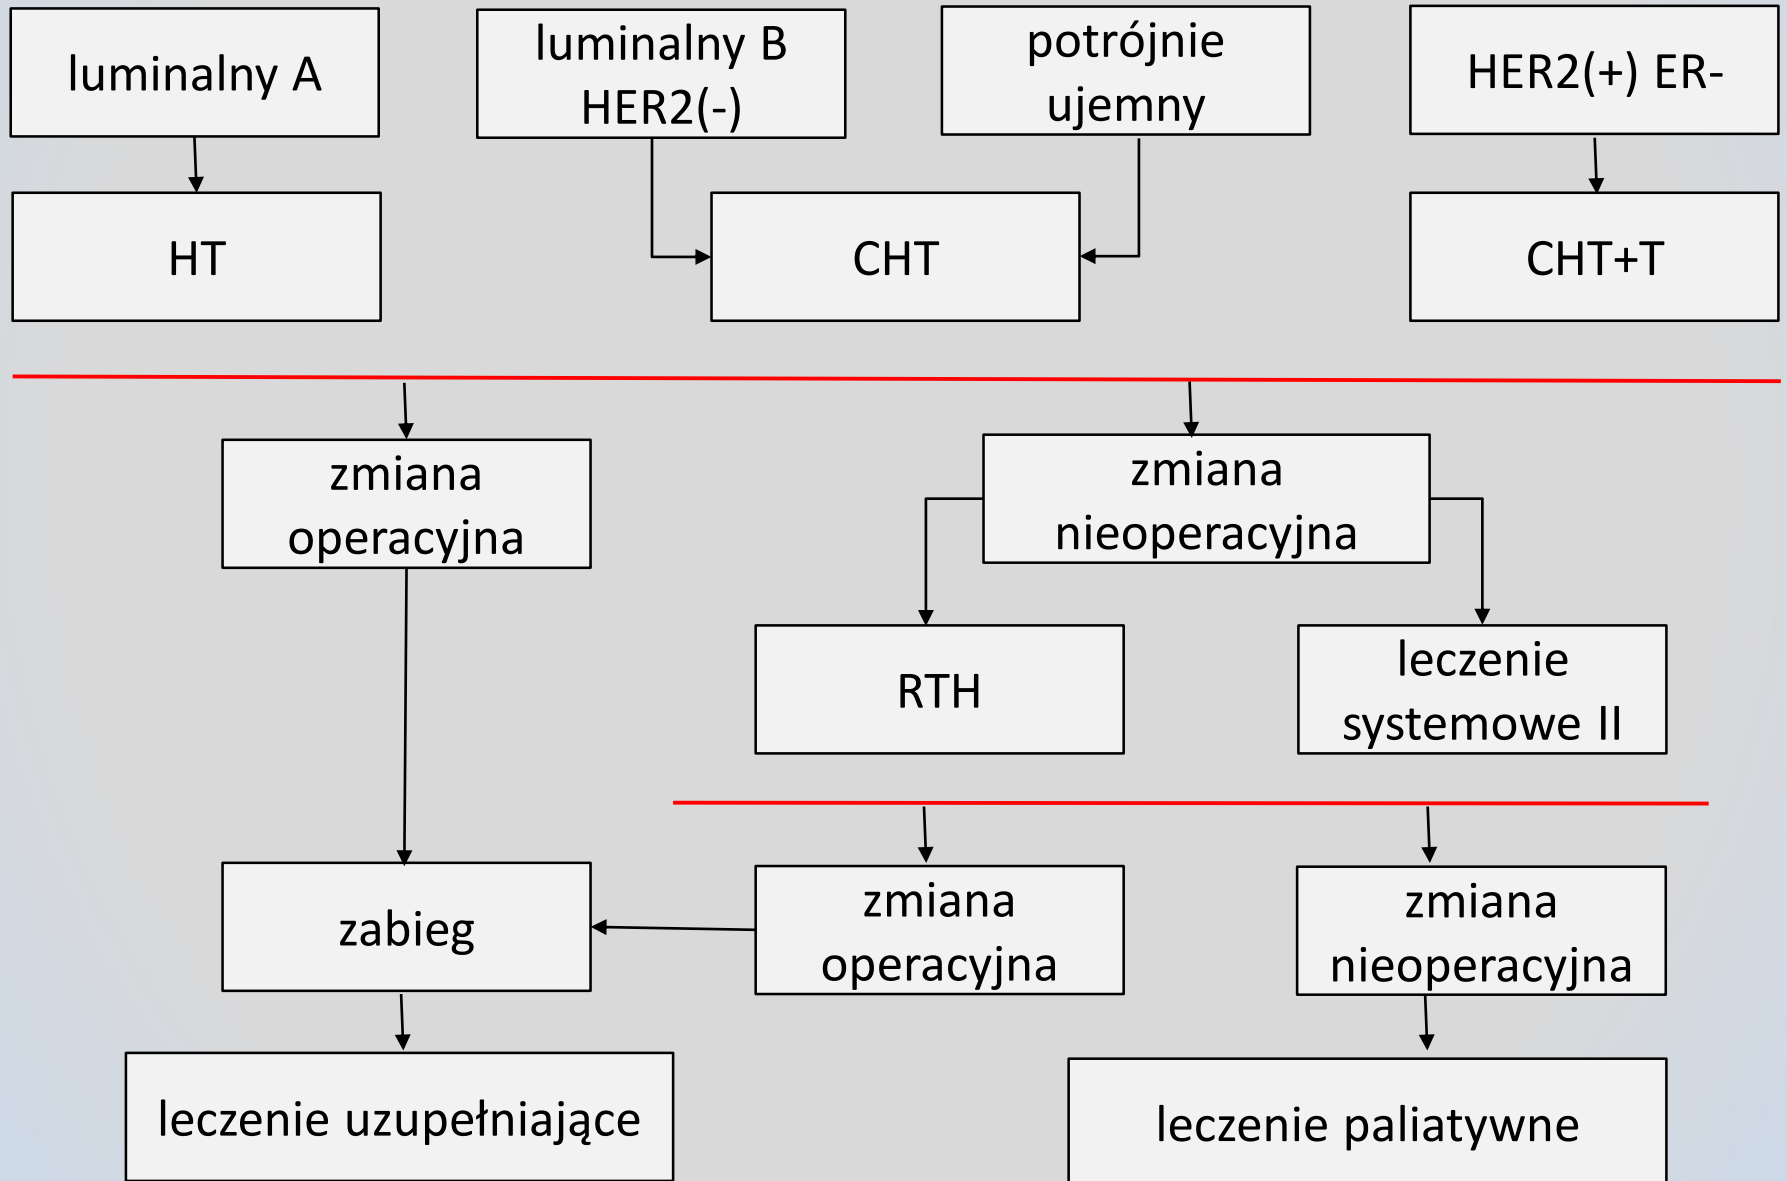 luminalny A
luminalny B
HER2(-)
potrójnie
ujemny
HER2(+) ER-
HT
CHT
CHT+T
zmiana
operacyjna
zmiana
nieoperacyjna
RTH
leczenie
systemowe II
zabieg
zmiana
operacyjna
zmiana
nieoperacyjna
leczenie uzupełniające
leczenie paliatywne